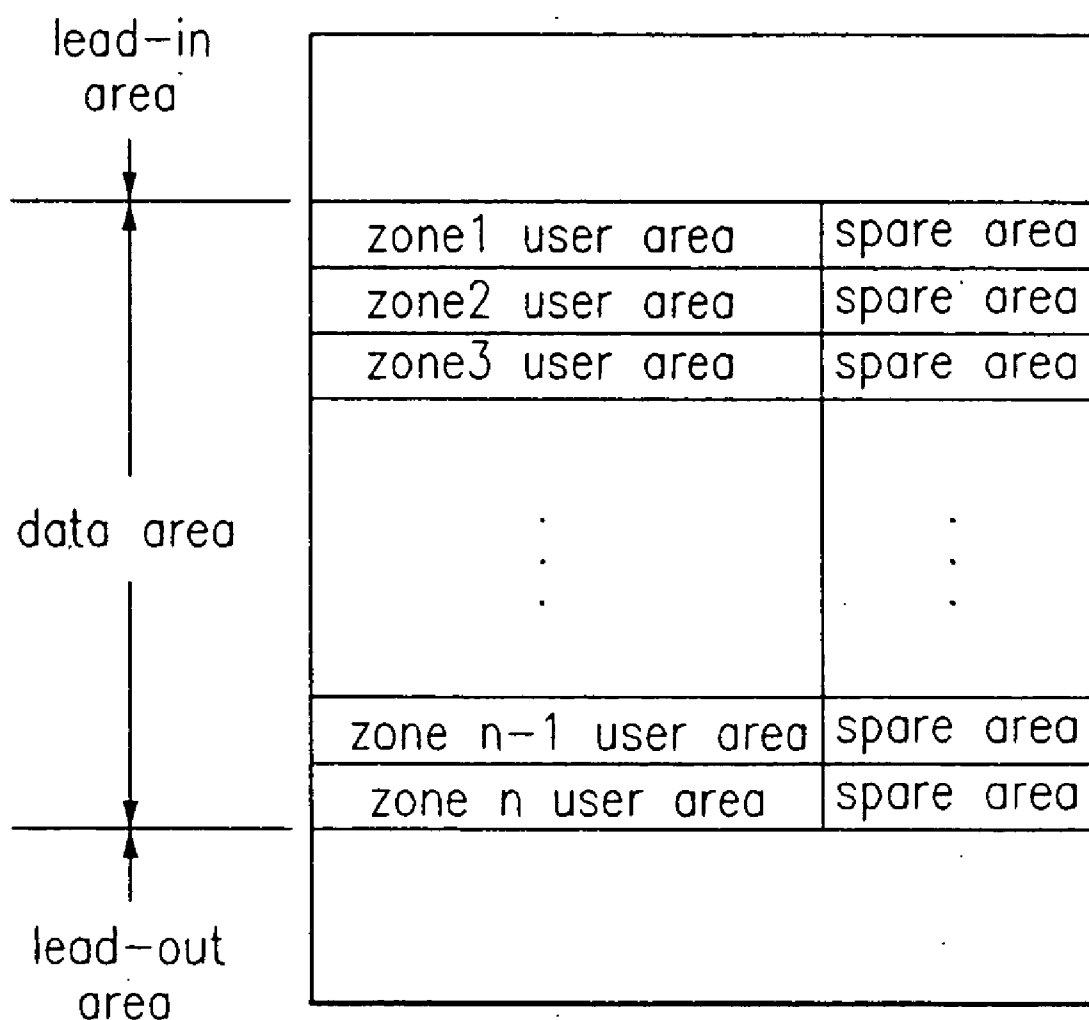 lead-in
area
zone1 user area spare area
zone2 user area spare area
zone3 user area spare area
data area
zone n-1 user area spare area
zone n user area spare area
lead-out
area